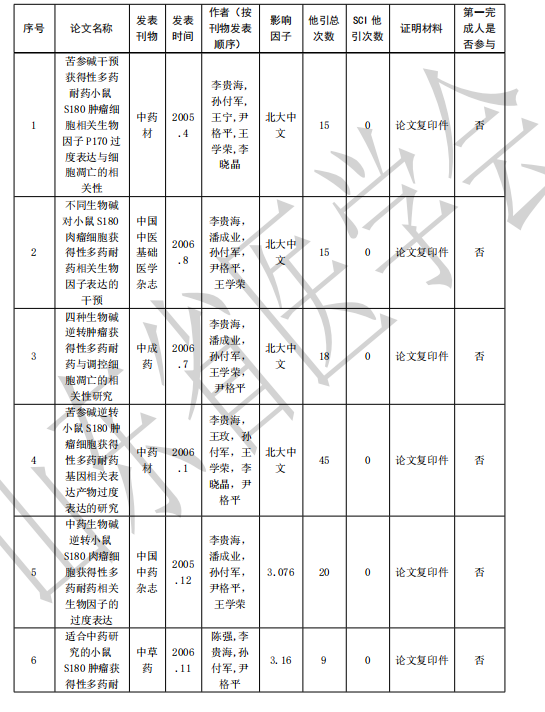 序号 论文名称 发表刊物 发表时间 作者（按刊物发表顺序） 影响因子 他引总次数 SCI 他引次数 证明材料 第一完成人是否参与
1 苦参碱干预获得性多药耐药小鼠S180 肿瘤细胞相关生物因子 P170 过度表达与细胞凋亡的相关性 中药材 2005.4 李贵海,孙付军,王宁,尹格平,王学荣,李晓晶 北大中文 15 0 论文复印件 否
2 不同生物碱对小鼠 S180肉瘤细胞获得性多药耐药相关生物因子表达的干预 中国中医基础医学杂志 2006.8 李贵海，潘成业，孙付军，尹格平，王学荣 北大中文 15 0 论文复印件 否
3 四种生物碱逆转肿瘤获得性多药耐药与调控细胞凋亡的相关性研究 中成药 2006.7 李贵海，潘成业，孙付军，王学荣，尹格平 北大中文 18 0 论文复印件 否
4 苦参碱逆转小鼠 S180 肿瘤细胞获得性多药耐药基因相关表达产物过度表达的研究 中药材 2006.1 李贵海，王玫，孙付军，王学荣，李晓晶，尹格平 北大中文 45 0 论文复印件 否
5 中药生物碱逆转小鼠S180 肉瘤细胞获得性多药耐药相关生物因子的过度表达 中国中药杂志 2005.12 李贵海，潘成业，孙付军，尹格平，王学荣 3.076 20 0 论文复印件 否
6 适合中药研究的小鼠S180 肿瘤获得性多药耐 中草药 2006.11 陈强,李贵海,孙付军,尹格平 3.16 9 0 论文复印件 否
山东省医学会